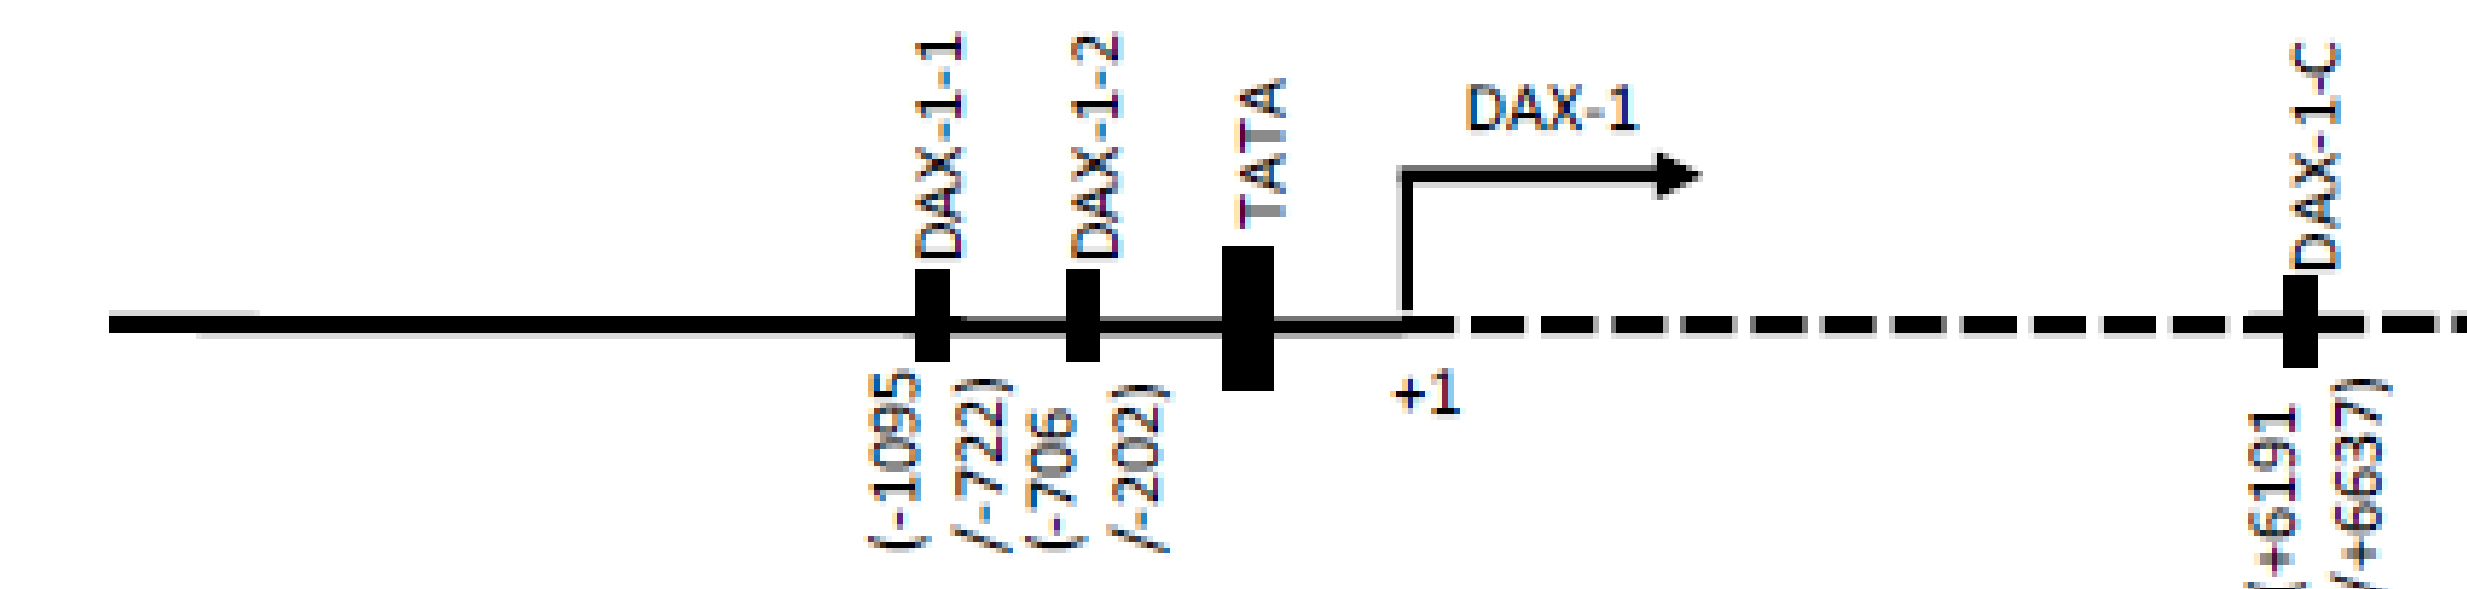 DAX-1-1
DAX-1-2
TATA
DAX-1
DAX-1-C
+1
(-1095
/-722)
(-706
/-202)
(+6191
/+6637)